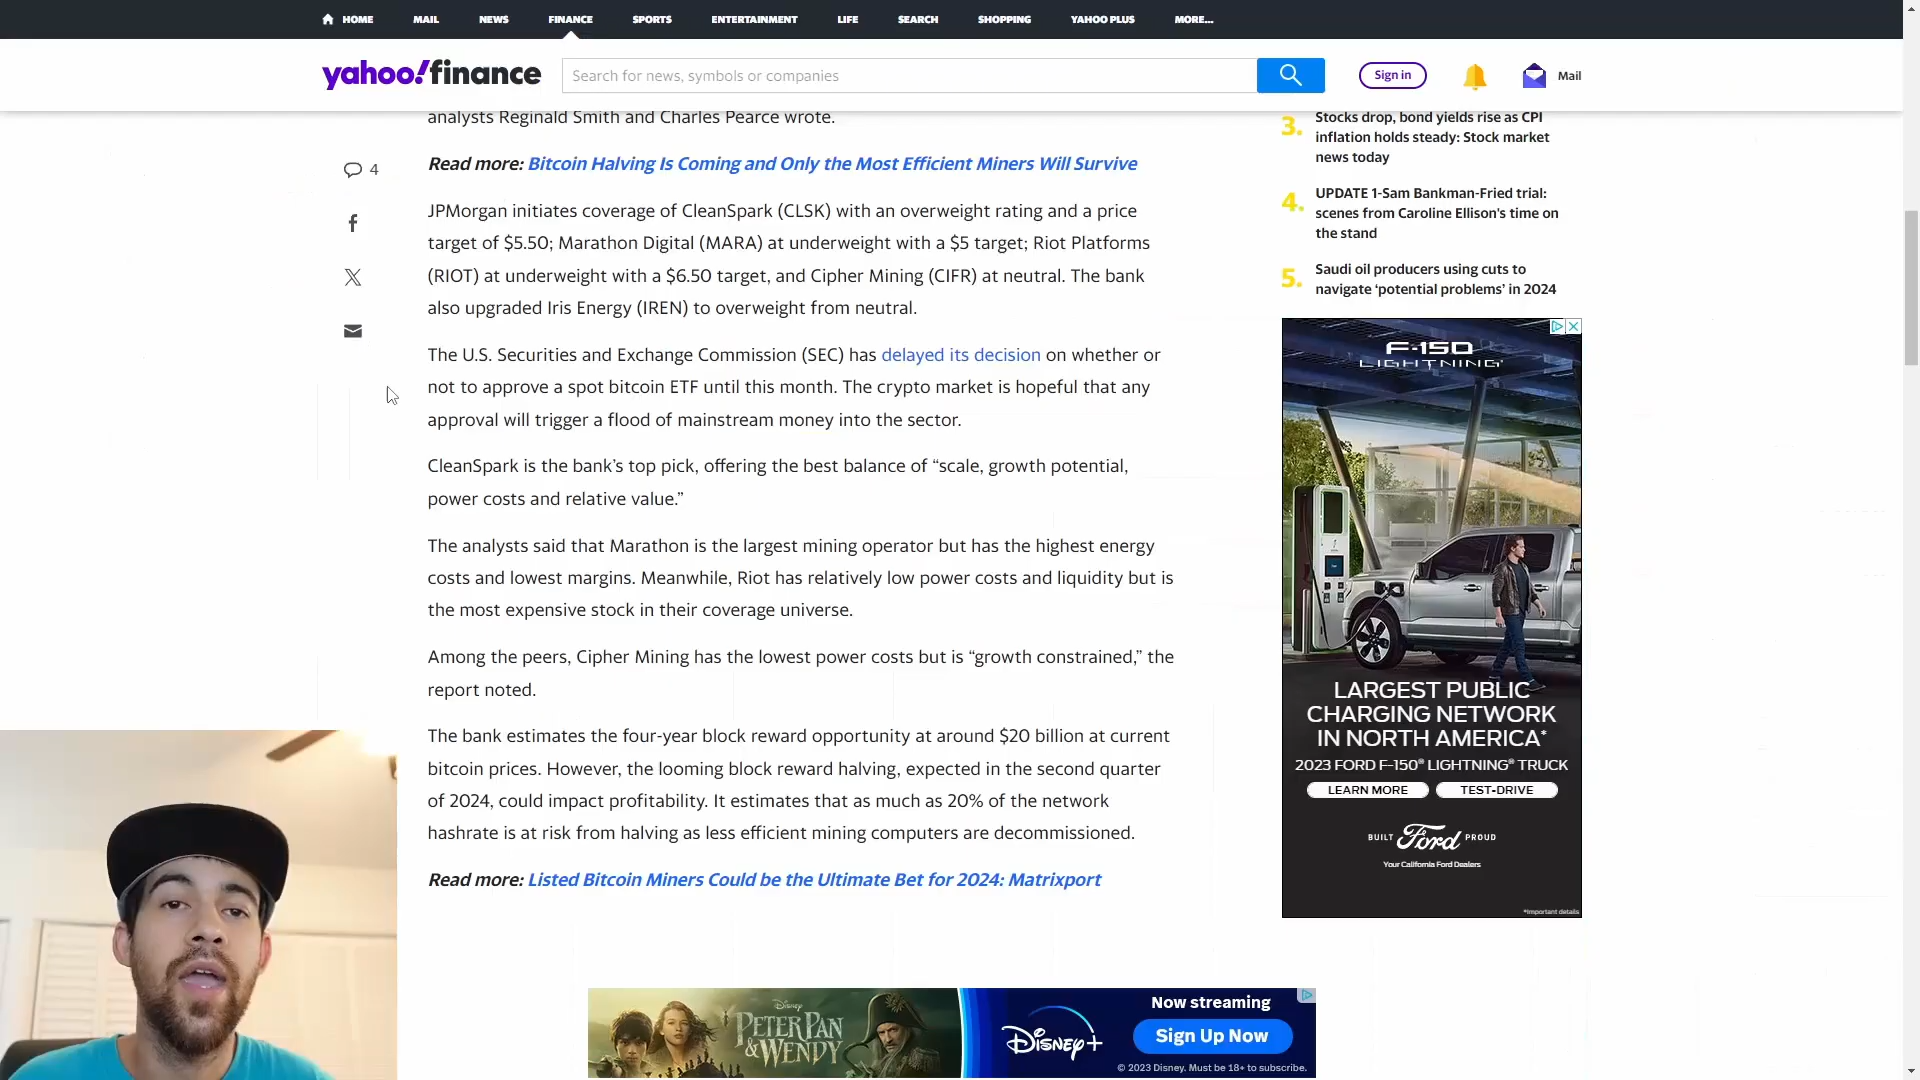 HOME MAIL NEWS FINANCE SPORTS ENTERTAINMENT LIFE SEARCH SHOPPING YAHOO PLUS MORE...
yahoo!finance
Search for news, symbols or companies
Sign in
Mail
analysts Reginald Smith and Charles Pearce wrote.
4
Read more: Bitcoin Halving Is Coming and Only the Most Efficient Miners Will Survive
JPMorgan initiates coverage of CleanSpark (CLSK) with an overweight rating and a price
target of $5.50; Marathon Digital (MARA) at underweight with a $5 target; Riot Platforms
(RIOT) at underweight with a $6.50 target, and Cipher Mining (CIFR) at neutral. The bank
also upgraded Iris Energy (IREN) to overweight from neutral.
The U.S. Securities and Exchange Commission (SEC) has delayed its decision on whether or
not to approve a spot bitcoin ETF until this month. The crypto market is hopeful that any
approval will trigger a flood of mainstream money into the sector.
CleanSpark is the bank’s top pick, offering the best balance of “scale, growth potential,
power costs and relative value.”
The analysts said that Marathon is the largest mining operator but has the highest energy
costs and lowest margins. Meanwhile, Riot has relatively low power costs and liquidity but is
the most expensive stock in their coverage universe.
Among the peers, Cipher Mining has the lowest power costs but is “growth constrained,” the
report noted.
The bank estimates the four-year block reward opportunity at around $20 billion at current
bitcoin prices. However, the looming block reward halving, expected in the second quarter
of 2024, could impact profitability. It estimates that as much as 20% of the network
hashrate is at risk from halving as less efficient mining computers are decommissioned.
Read more: Listed Bitcoin Miners Could be the Ultimate Bet for 2024: Matrixport
3. Stocks drop, bond yields rise as CPI
inflation holds steady: Stock market
news today
4. UPDATE 1-Sam Bankman-Fried trial:
scenes from Caroline Ellison's time on
the stand
5. Saudi oil producers using cuts to
navigate ‘potential problems’ in 2024
F-150
LIGHTNING®
LARGEST PUBLIC
CHARGING NETWORK
IN NORTH AMERICA*
2023 FORD F-150® LIGHTNING® TRUCK
LEARN MORE TEST-DRIVE
BUILT Ford PROUD
Your California Ford Dealers
*Important details
Disney
PETER PAN
& WENDY
Disney+
Now streaming
Sign Up Now
© 2023 Disney. Must be 18+ to subscribe.